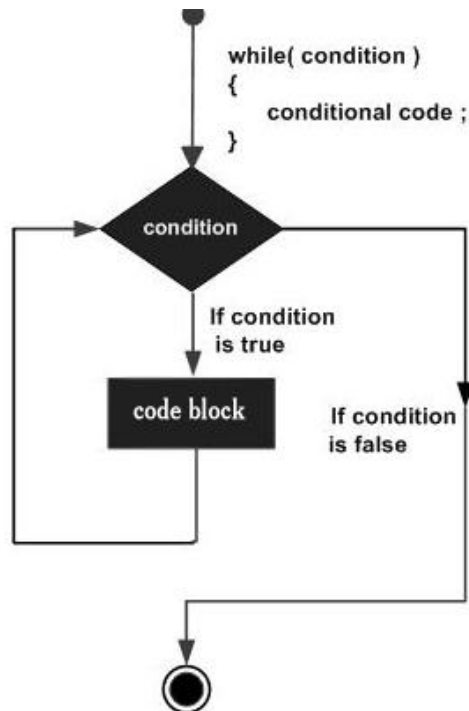 while( condition )
{
conditional code ;
}
condition
If condition
is true
code block
If condition
is false